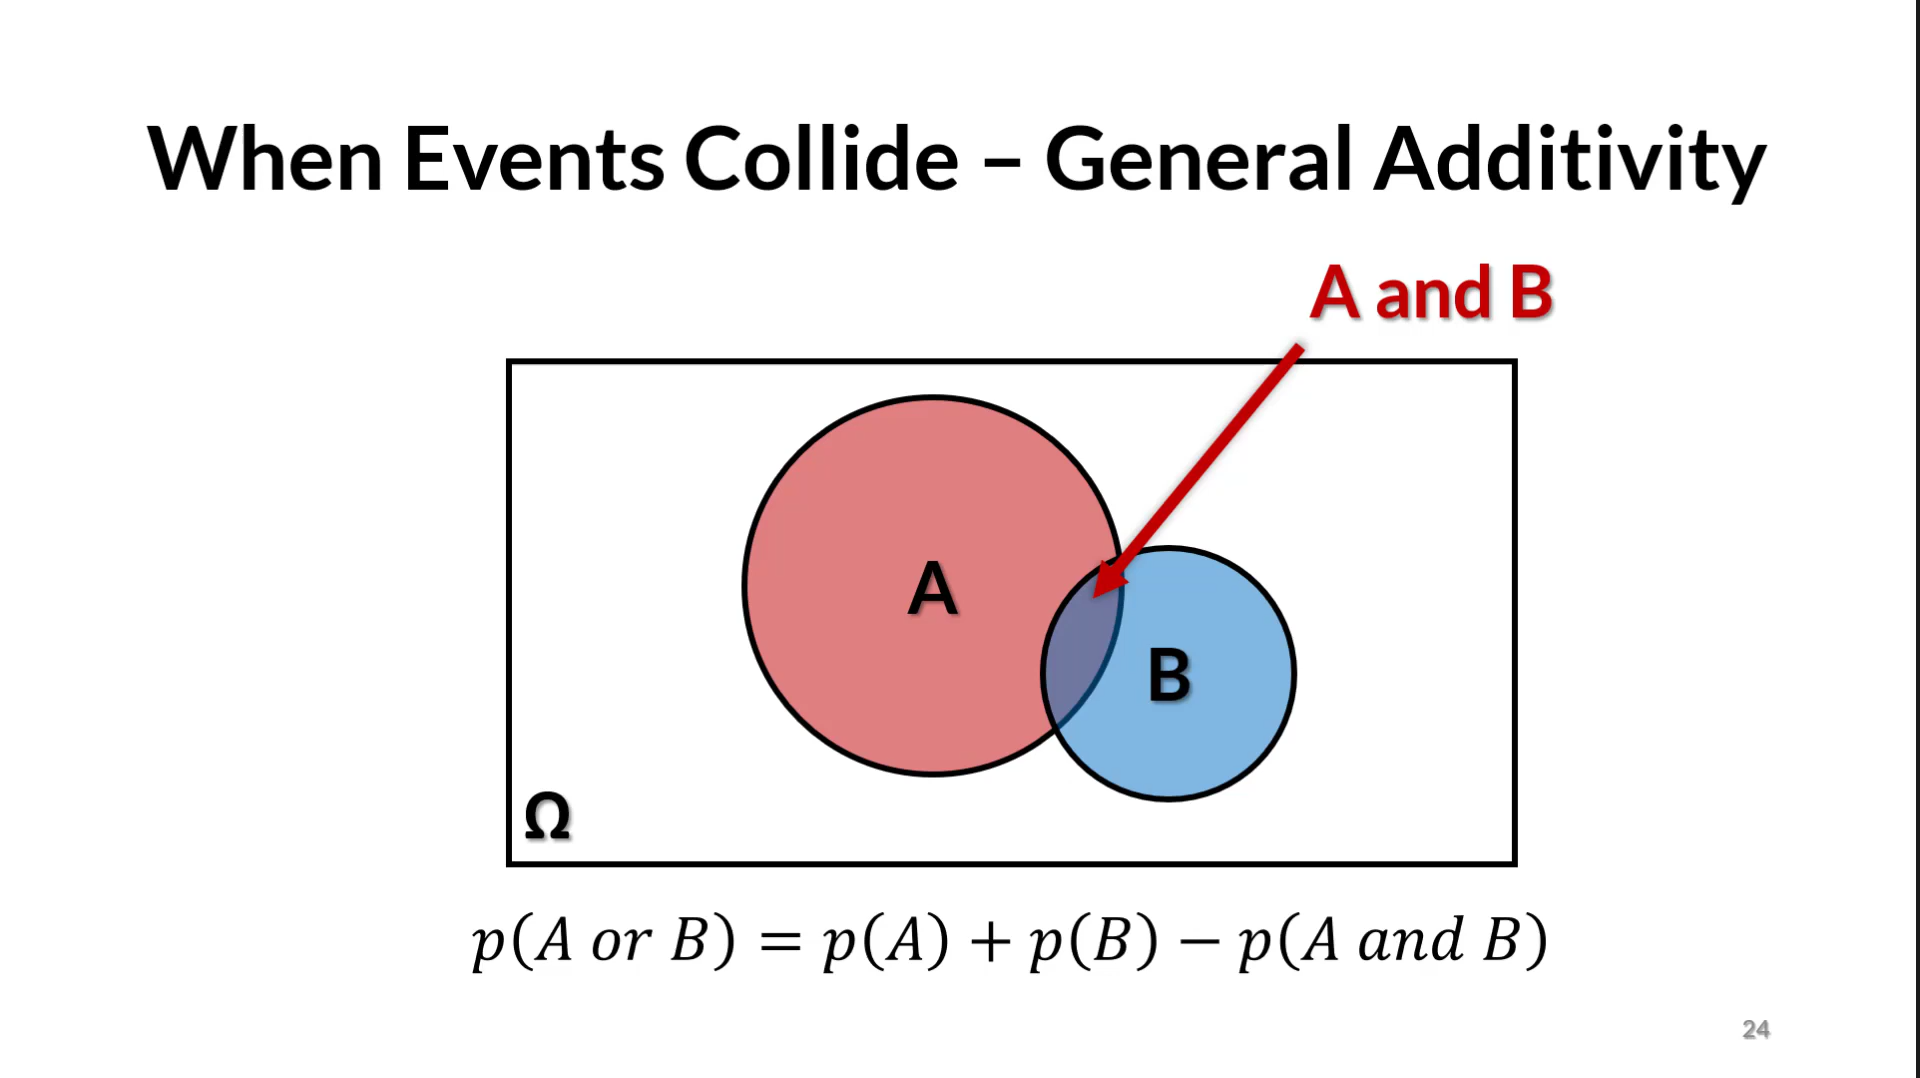 When Events Collide – General Additivity
A and B
A
B
Ω
p(A or B) = p(A) + p(B) − p(A and B)
24